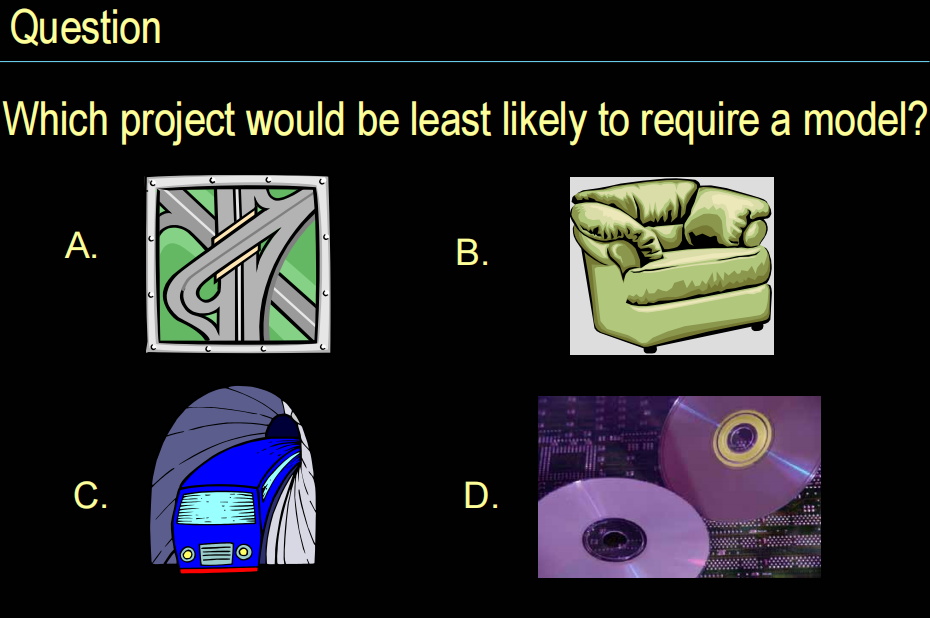 Question
Which project would be least likely to require a model?
A.
B.
C.
D.